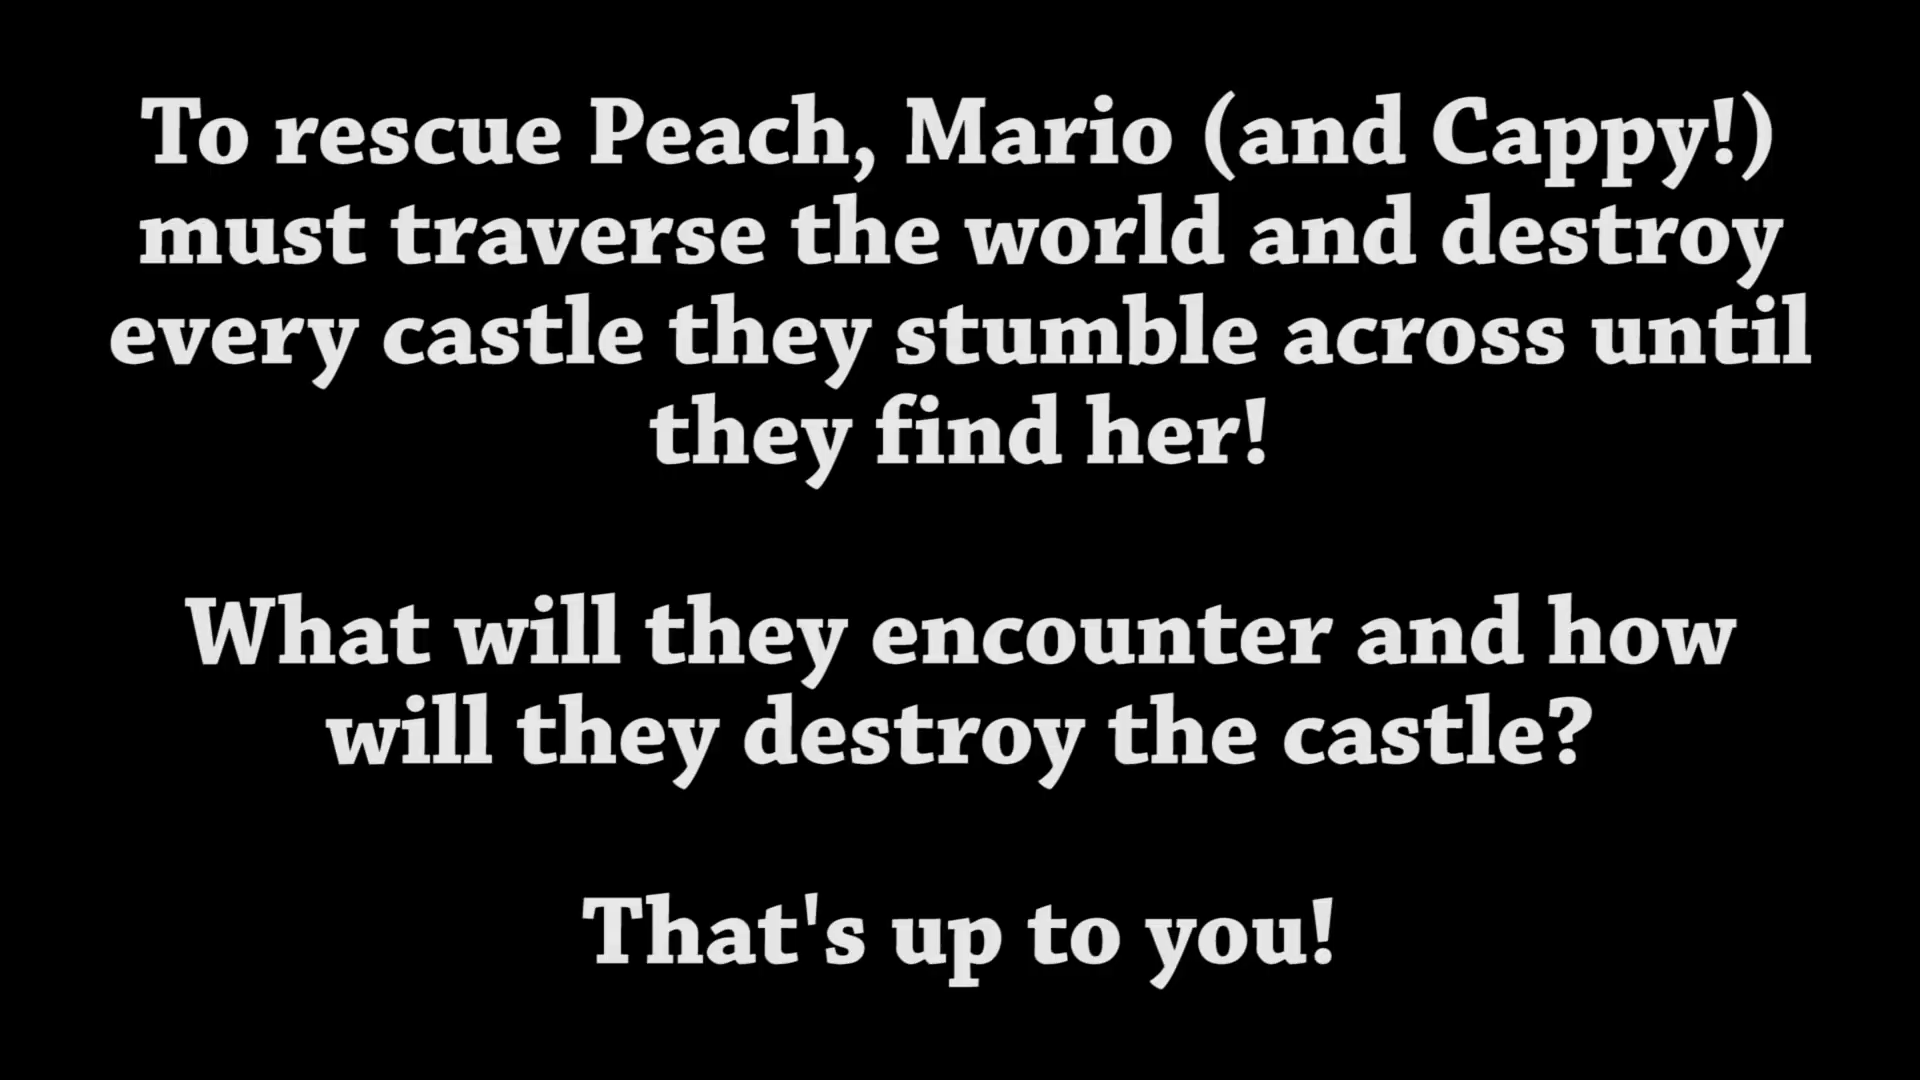 To rescue Peach, Mario (and Cappy!)
must traverse the world and destroy
every castle they stumble across until
they find her!
What will they encounter and how
will they destroy the castle?
That's up to you!